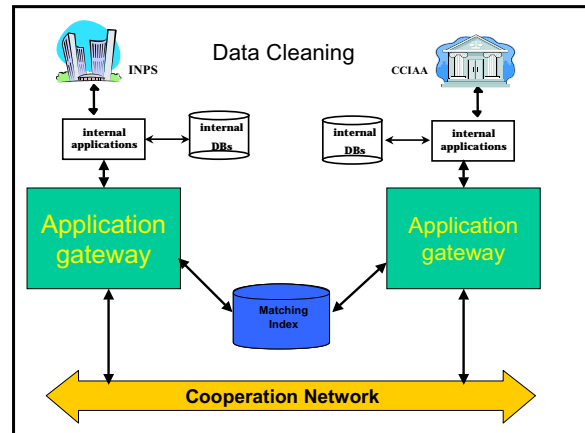 Data Cleaning
INPS
CCIAA
internal
applications
internal
DBs
internal
DBs
internal
applications
Application
gateway
Application
gateway
Matching
Index
Cooperation Network